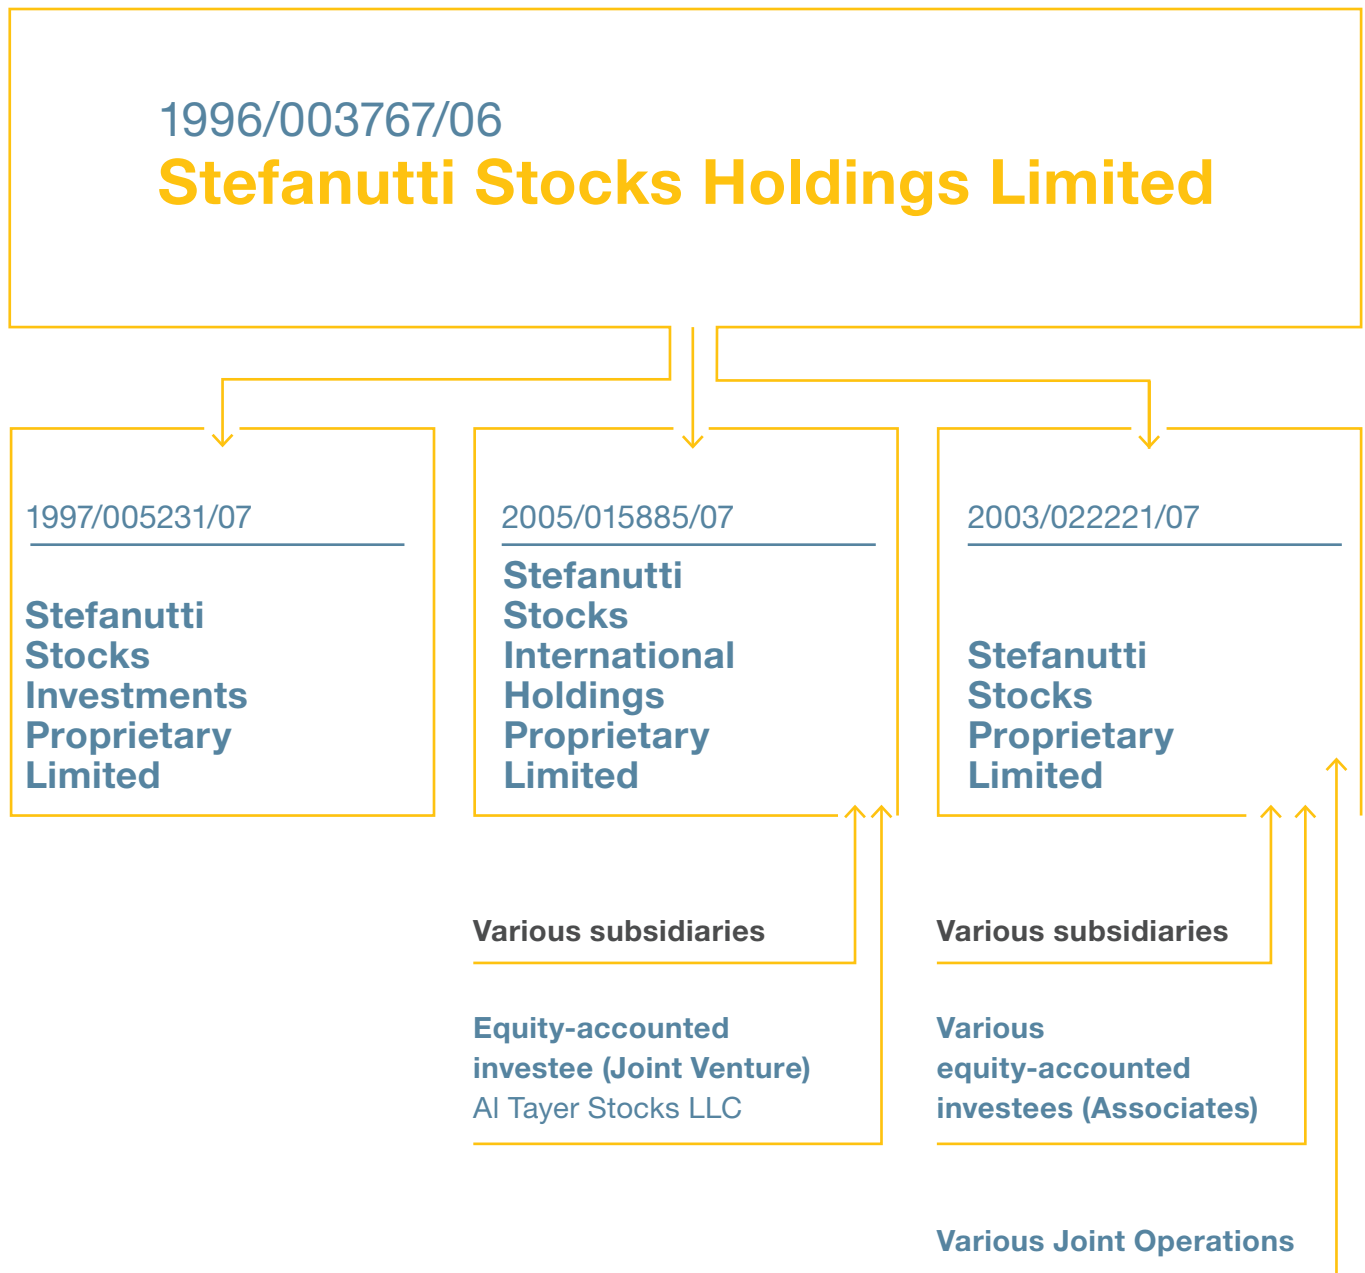 1996/003767/06
Stefanutti Stocks Holdings Limited
1997/005231/07
Stefanutti
Stocks
Investments
Proprietary
Limited
2005/015885/07
Stefanutti
Stocks
International
Holdings
Proprietary
Limited
2003/022221/07
Stefanutti
Stocks
Proprietary
Limited
Various subsidiaries
Equity-accounted
investee (Joint Venture)
Al Tayer Stocks LLC
Various subsidiaries
Various
equity-accounted
investees (Associates)
Various Joint Operations